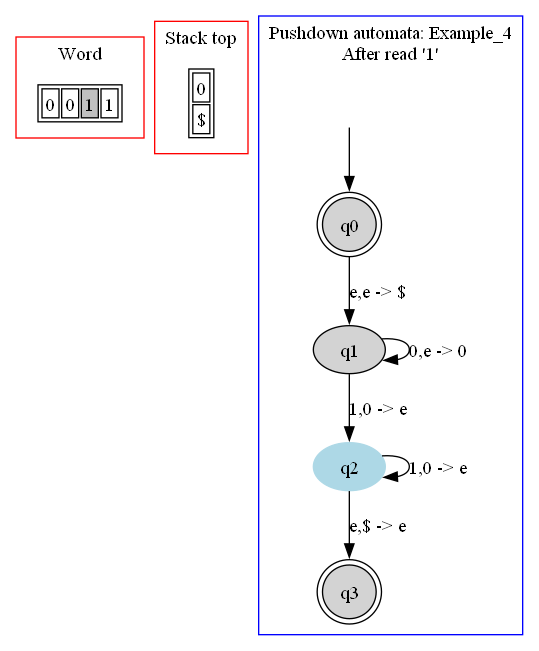 Word
0 0 1 1
Stack top
0
$
Pushdown automata: Example_4
After read '1'
q0
e,e -> $
q1
0,e -> 0
1,0 -> e
q2
1,0 -> e
e,$ -> e
q3